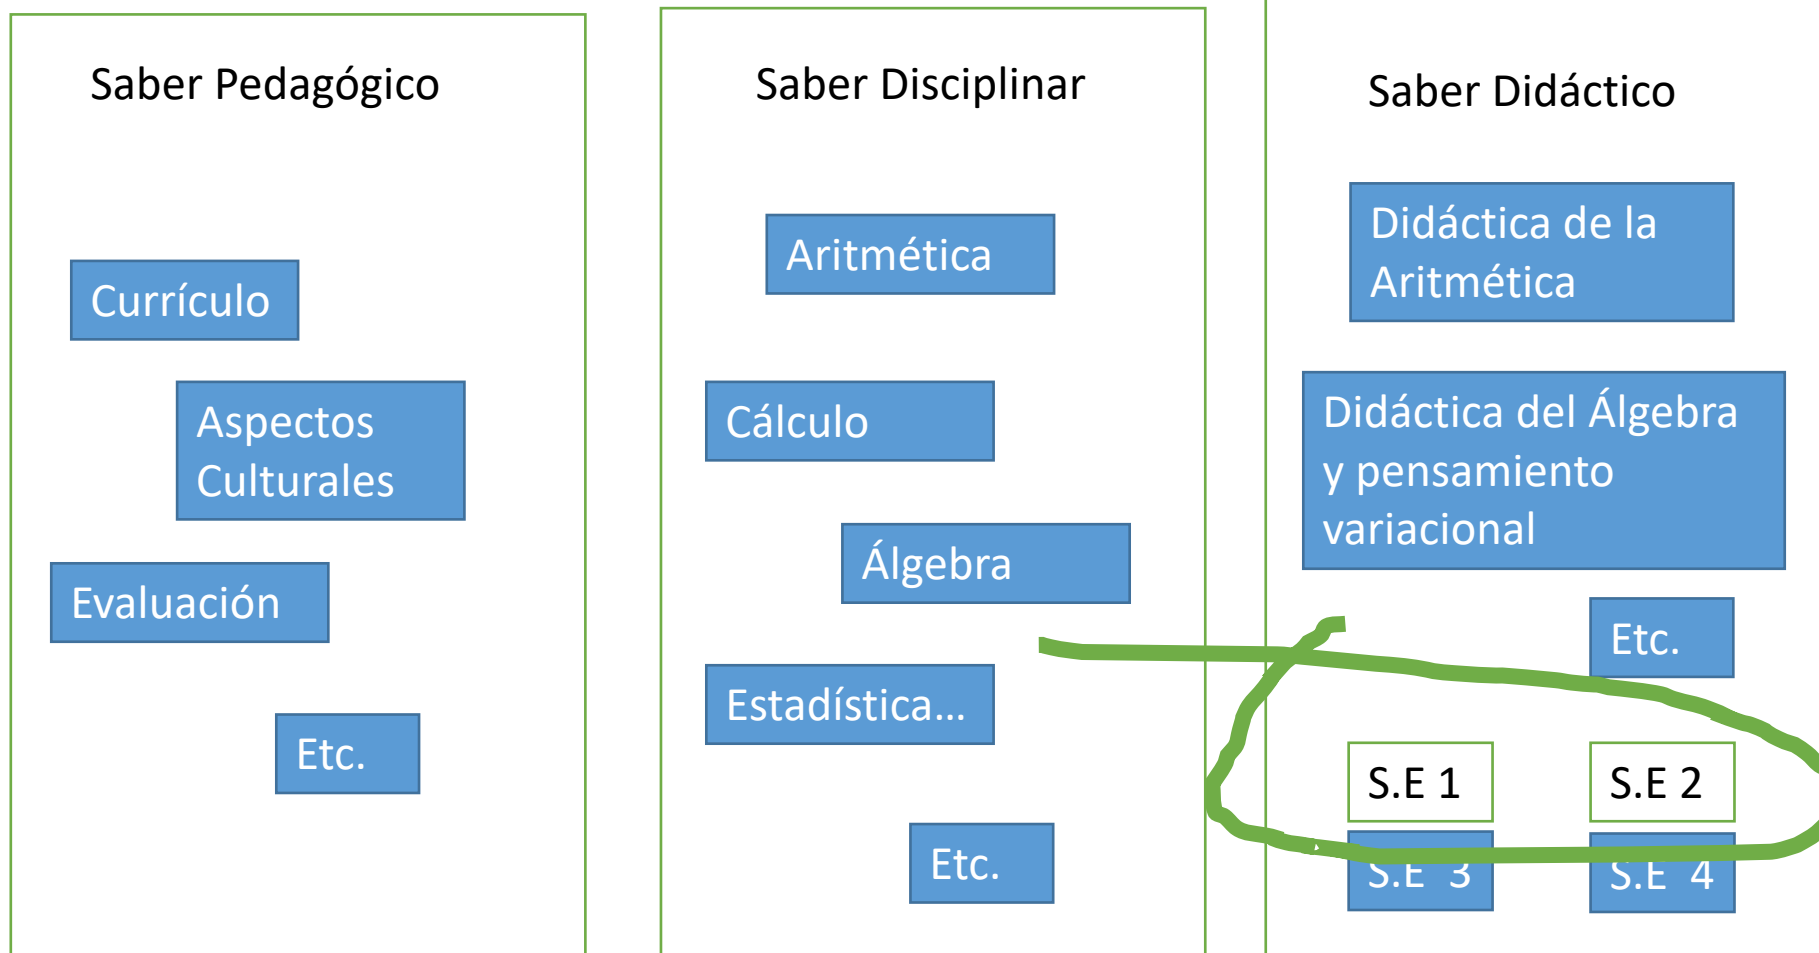 Saber Pedagógico
Currículo
Aspectos
Culturales
Evaluación
Etc.
Saber Disciplinar
Aritmética
Cálculo
Álgebra
Estadística...
Etc.
Saber Didáctico
Didáctica de la
Aritmética
Didáctica del Álgebra
y pensamiento
variacional
Etc.
S.E 1
S.E 2
S.E 3
S.E 4